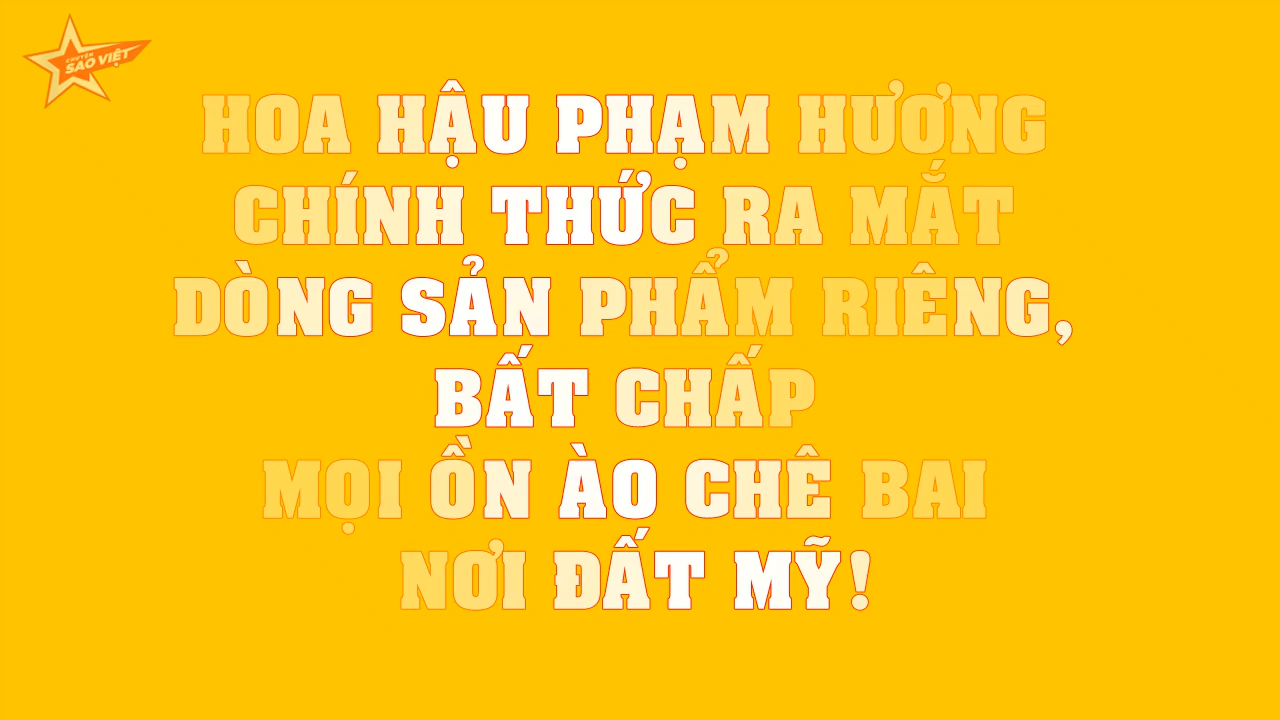 CHUYỆN
SAO VIỆT
HOA HẬU PHẠM HƯƠNG
CHÍNH THỨC RA MẮT
DÒNG SẢN PHẨM RIÊNG,
BẤT CHẤP
MỌI ỒN ÀO CHÊ BAI
NƠI ĐẤT MỸ!